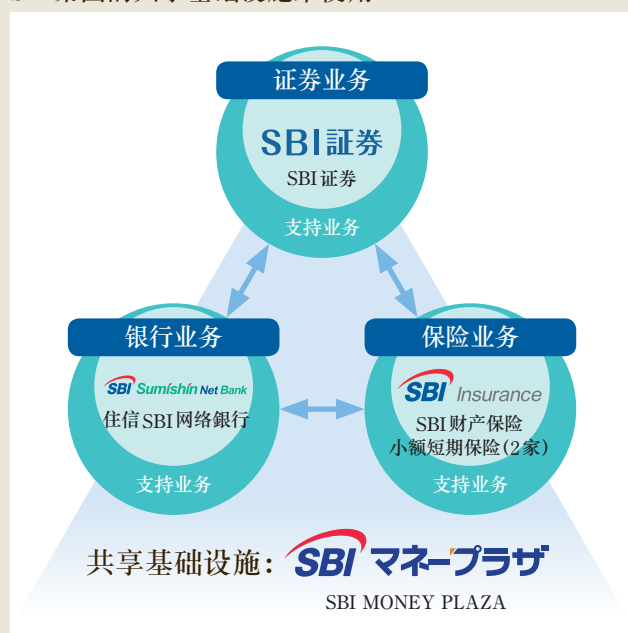 证券业务
SBI証券
SBI证券
支持业务
银行业务
SBI Sumishin Net Bank
住信SBI网络銀行
支持业务
保险业务
SBI Insurance
SBI财产保险
小额短期保险(2家)
支持业务
共享基础设施: SBI マネープラザ
SBI MONEY PLAZA